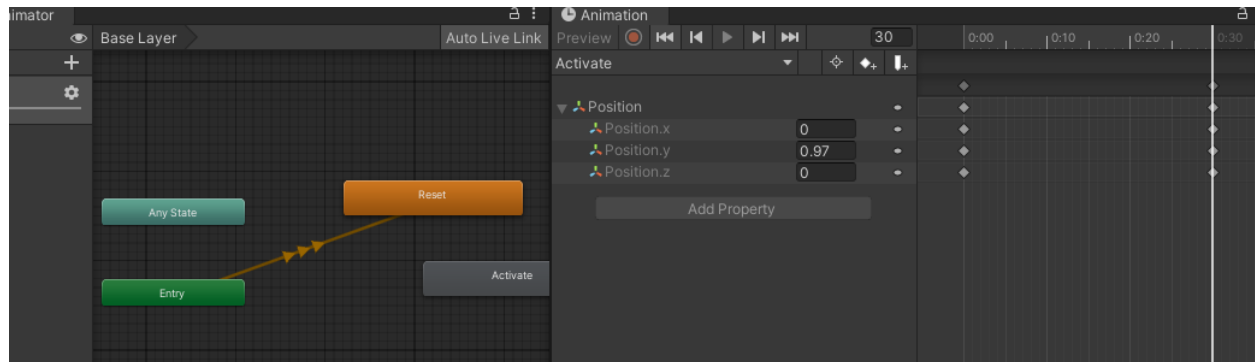 Base Layer
Auto Live Link
Reset
Any State
Activate
Entry
Animation
Preview
30
0:00
0:10
0:20
0:30
Activate
Position
Position.x
0
Position.y
0.97
Position.z
0
Add Property